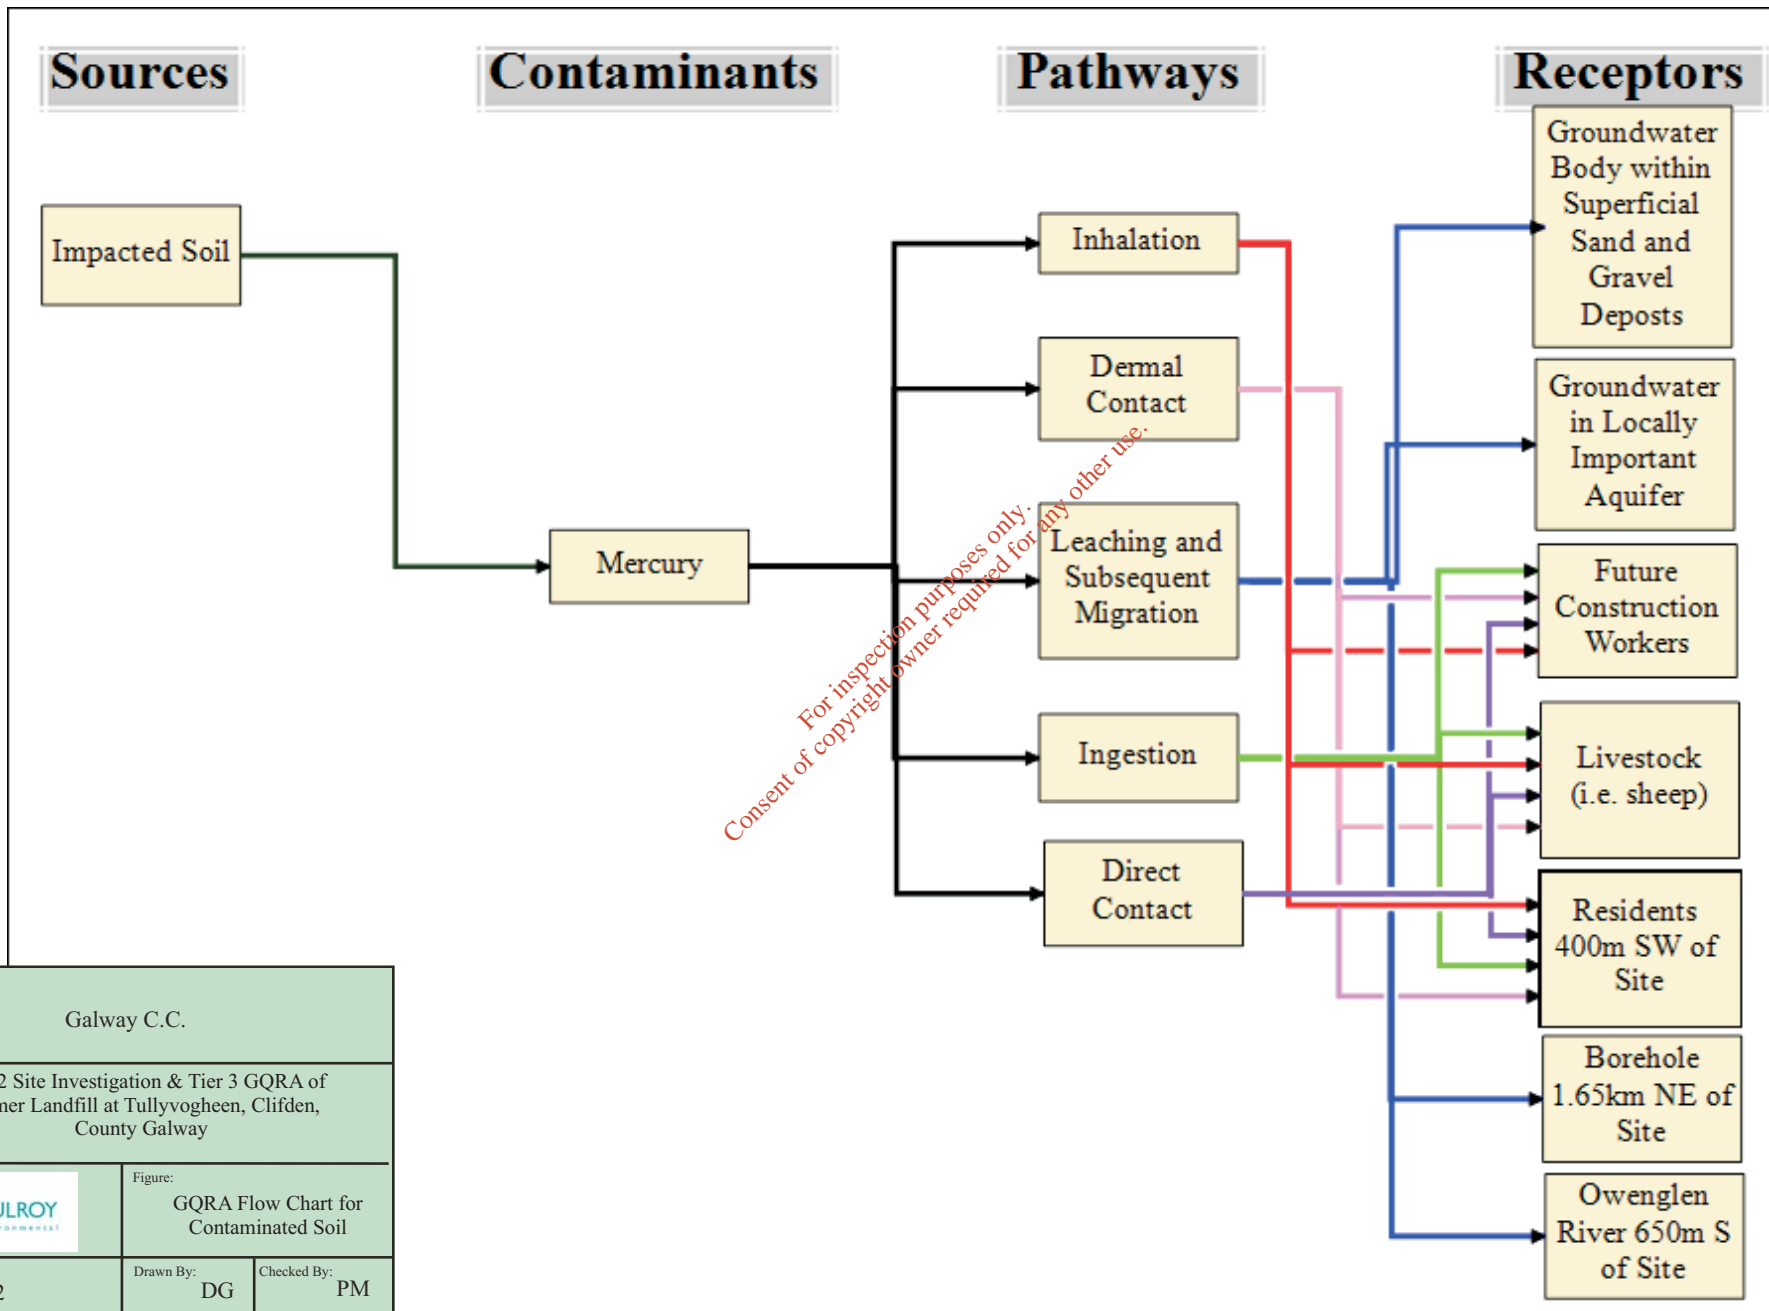 Sources
Contaminants
Pathways
Receptors
Impacted Soil
Mercury
Inhalation
Dermal
Contact
Leaching and
Subsequent
Migration
Ingestion
Direct
Contact
Groundwater
Body within
Superficial
Sand and
Gravel
Deposts
Groundwater
in Locally
Important
Aquifer
Future
Construction
Workers
Livestock
(i.e. sheep)
Residents
400m SW of
Site
Borehole
1.65km NE of
Site
Owenglen
River 650m S
of Site
For inspection purposes only.
Consent of copyright owner required for any other use.
Galway C.C.
2 Site Investigation & Tier 3 GQRA of
Landfill at Tullyvogheen, Clifden,
County Galway
Figure:
GQRA Flow Chart for
Contaminated Soil
Drawn By:
DG
Checked By:
PM
2